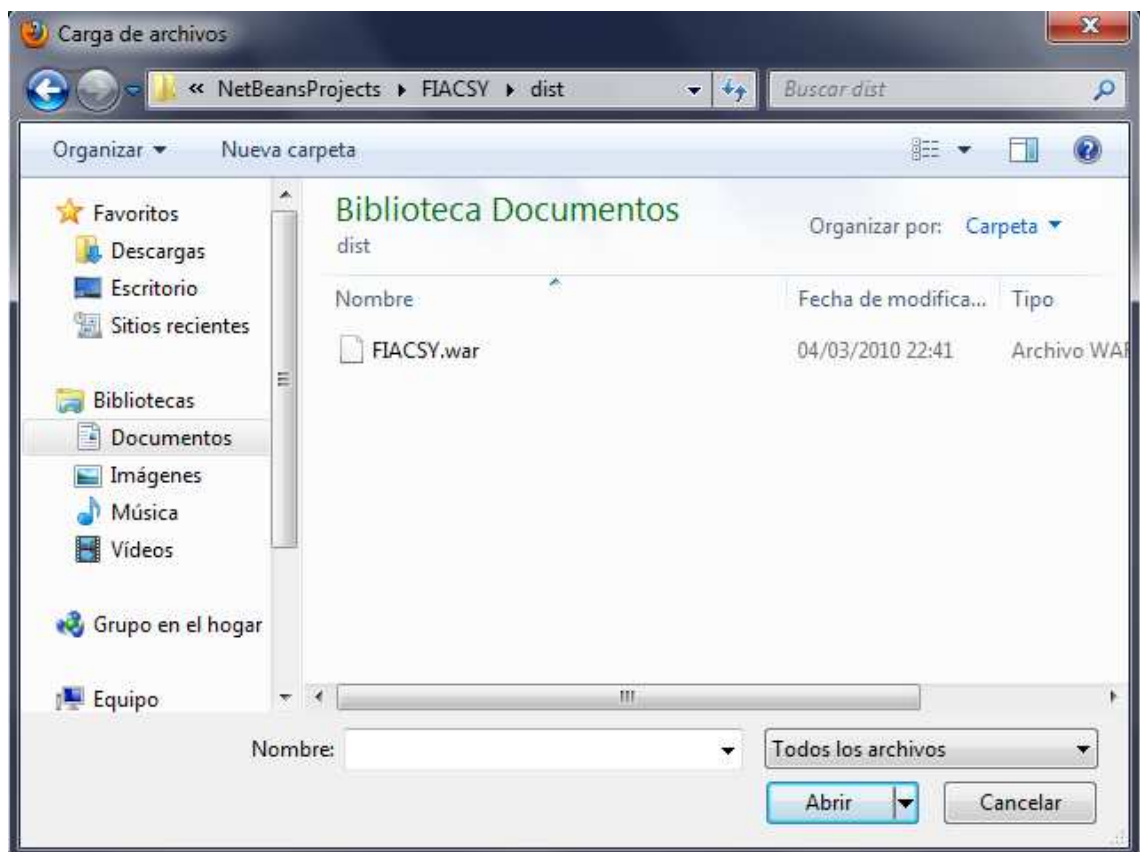 Carga de archivos
« NetBeansProjects FIACSY dist
Buscar dist
Organizar
Nueva carpeta
Favoritos
Descargas
Escritorio
Sitios recientes
Bibliotecas
Documentos
Imágenes
Música
Vídeos
Grupo en el hogar
Equipo
Biblioteca Documentos
dist
Organizar por: Carpeta
Nombre Fecha de modifica... Tipo
FIACSY.war 04/03/2010 22:41 Archivo WAR
Nombre:
Todos los archivos
Abrir
Cancelar